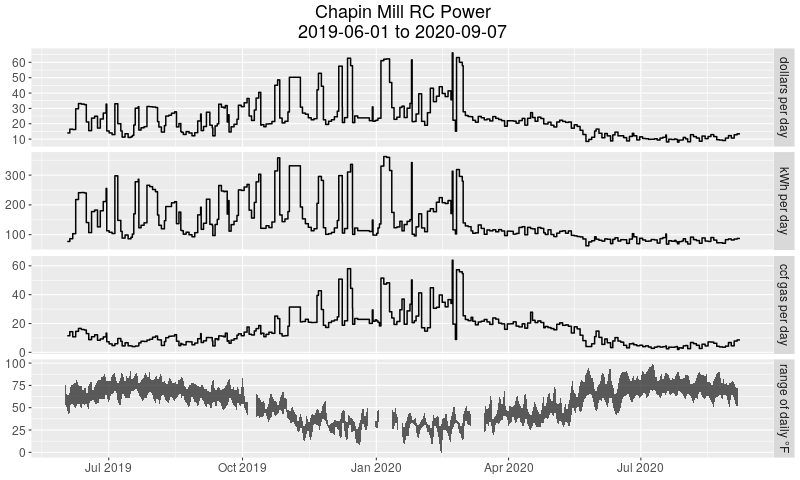 Chapin Mill RC Power
2019-06-01 to 2020-09-07
60
50
40
30
20
10
dollars per day
300
200
100
kWh per day
60
40
20
0
ccf gas per day
100
75
50
25
0
range of daily °F
Jul 2019 Oct 2019 Jan 2020 Apr 2020 Jul 2020